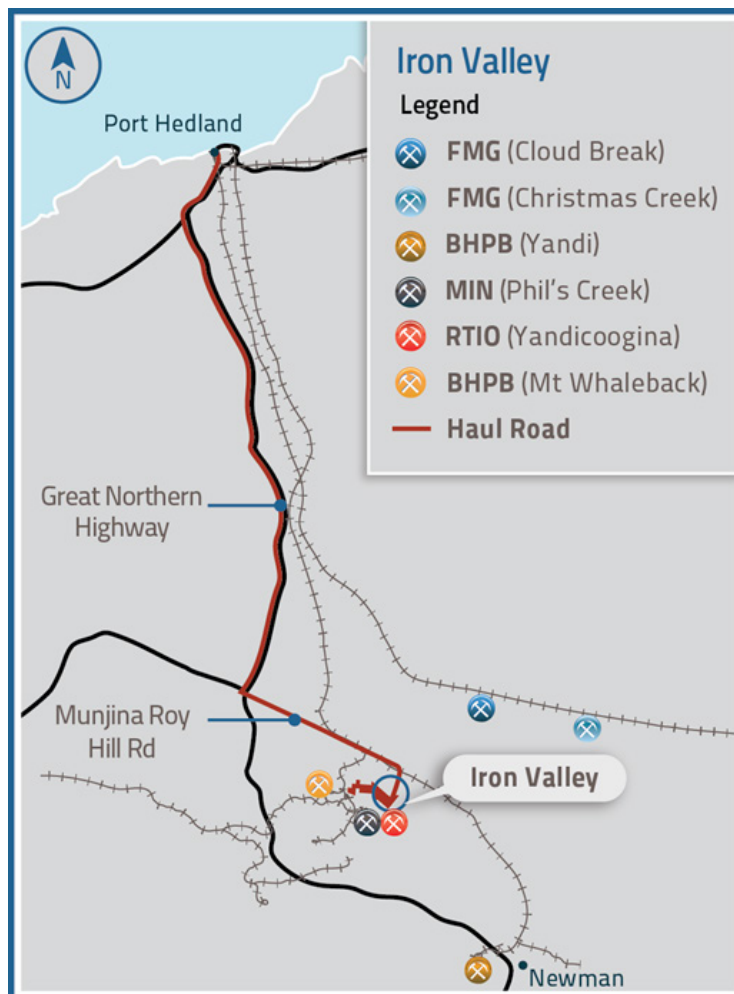 N
Port Hedland
Iron Valley
Legend
FMG (Cloud Break)
FMG (Christmas Creek)
BHPB (Yandi)
MIN (Phil's Creek)
RTIO (Yandicoogina)
BHPB (Mt Whaleback)
Haul Road
Great Northern
Highway
Munjina Roy
Hill Rd
Iron Valley
Newman